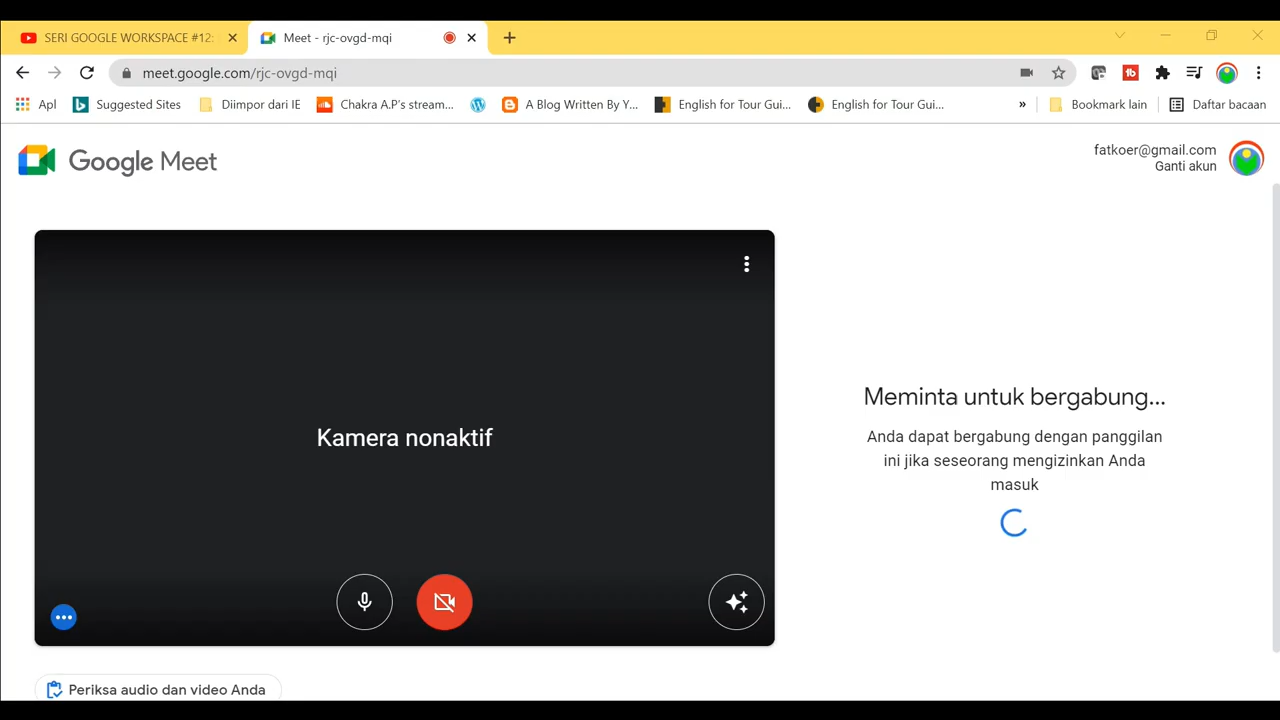 SERI GOOGLE WORKSPACE #12:
Meet - rjc-ovgd-mqi
meet.google.com/rjc-ovgd-mqi
Apl
Suggested Sites
Diimpor dari IE
Chakra A.P's stream...
A Blog Written By Y...
English for Tour Gui...
English for Tour Gui...
»
Bookmark lain
Daftar bacaan
Google Meet
fatkoer@gmail.com
Ganti akun
Kamera nonaktif
Meminta untuk bergabung...
Anda dapat bergabung dengan panggilan
ini jika seseorang mengizinkan Anda
masuk
Periksa audio dan video Anda